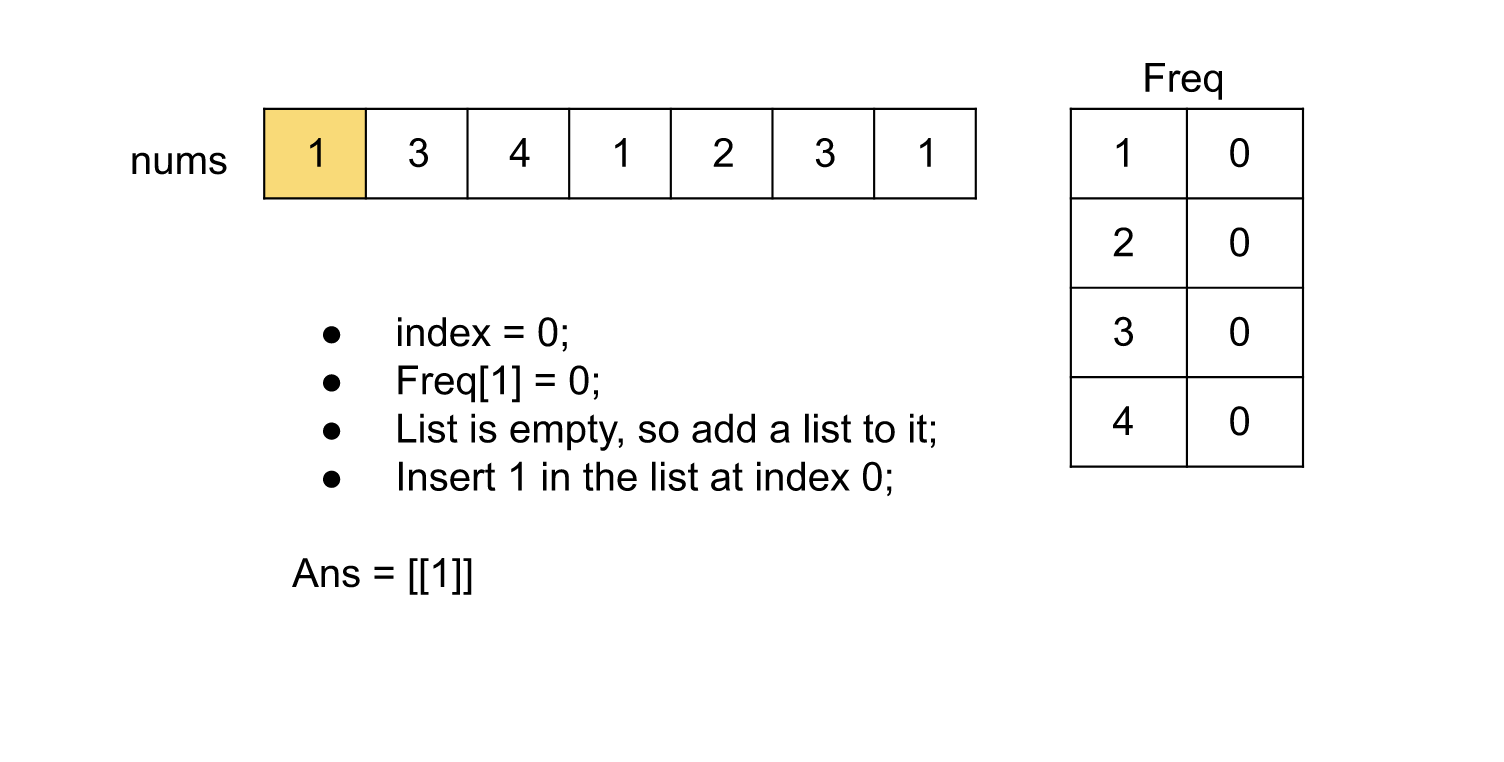 Freq
nums 1 3 4 1 2 3 1
1 0
2 0
3 0
4 0
● index = 0;
● Freq[1] = 0;
● List is empty, so add a list to it;
● Insert 1 in the list at index 0;
Ans = [[1]]